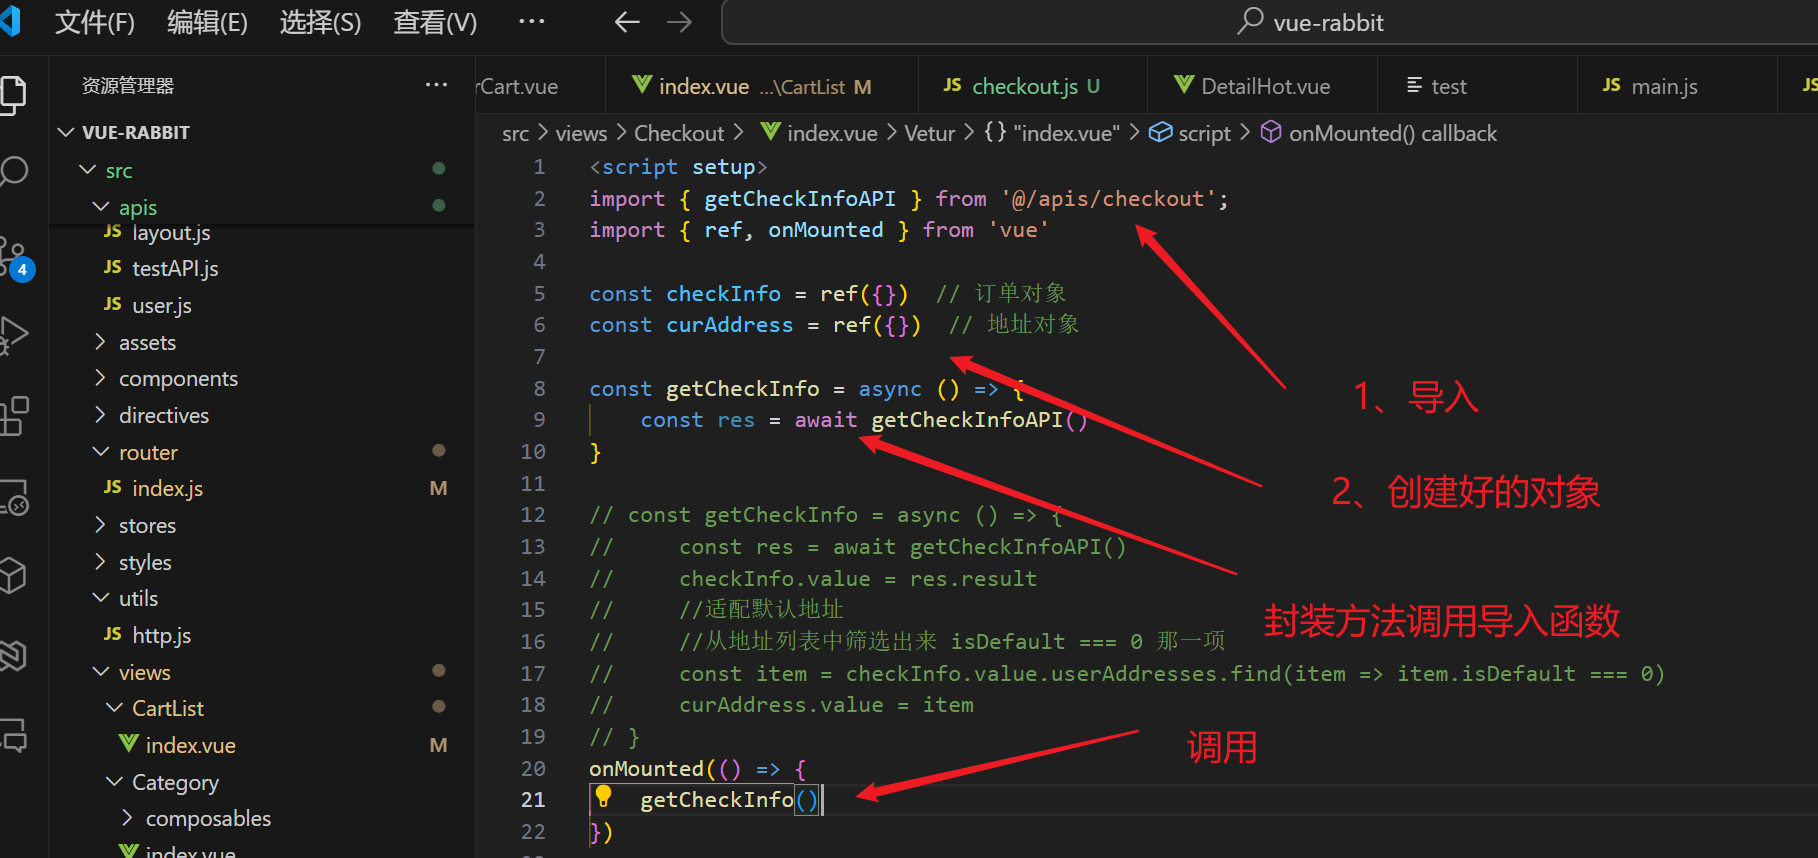 文件(F) 编辑(E) 选择(S) 查看(V) ··· vue-rabbit
资源管理器 ···
rCart.vue index.vue ...\CartList M JS checkout.js U DetailHot.vue test JS main.js JS
src > views > Checkout > index.vue > Vetur > {} "index.vue" > script > onMounted() callback
VUE-RABBIT
src
apis
JS layout.js
JS testAPI.js
4
JS user.js
assets
components
directives
router
JS index.js M
stores
styles
utils
JS http.js
views
CartList
index.vue M
Category
composables
index.vue
1 <script setup>
2 import { getCheckInfoAPI } from '@/apis/checkout';
3 import { ref, onMounted } from 'vue'
4
5 const checkInfo = ref({}) // 订单对象
6 const curAddress = ref({}) // 地址对象
7
8 const getCheckInfo = async () => {
9 const res = await getCheckInfoAPI()
10 }
11
12 // const getCheckInfo = async () => {
13 // const res = await getCheckInfoAPI()
14 // checkInfo.value = res.result
15 // //适配默认地址
16 // //从地址列表中筛选出来 isDefault === 0 那一项
17 // const item = checkInfo.value.userAddresses.find(item => item.isDefault === 0)
18 // curAddress.value = item
19 // }
20 onMounted(() => {
21 getCheckInfo()
22 })
1、导入
2、创建好的对象
封装方法调用导入函数
调用